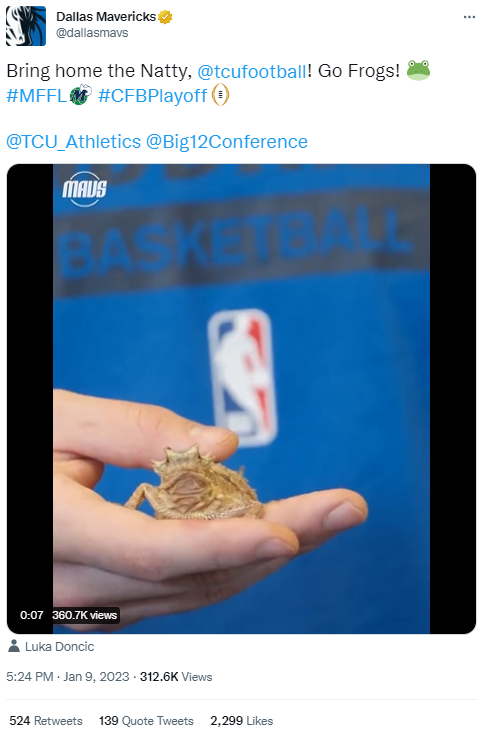 Dallas Mavericks
@dallasmavs
Bring home the Natty, @tcufootball! Go Frogs!
#MFFL #CFBPlayoff
@TCU_Athletics @Big12Conference
MAVS
BASKETBALL
0:07 360.7K views
Luka Doncic
5:24 PM · Jan 9, 2023 · 312.6K Views
524 Retweets 139 Quote Tweets 2,299 Likes